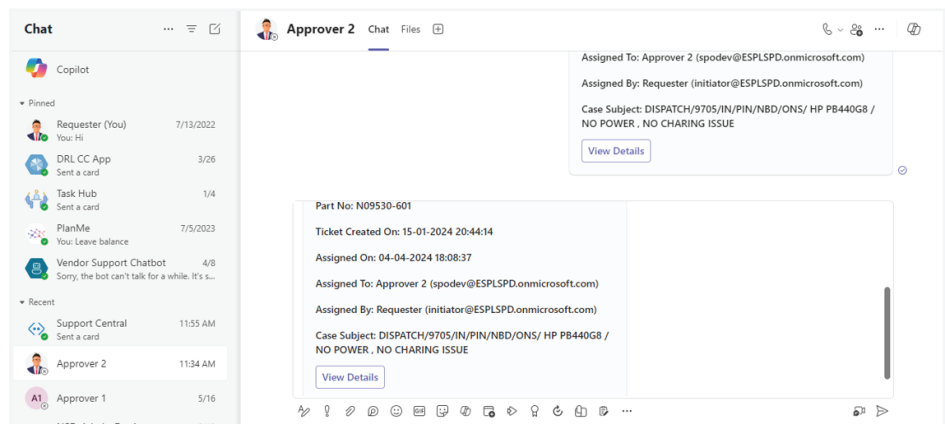 Chat
Copilot
Pinned
Requester (You) 7/13/2022
You: Hi
DRL CC App 3/26
Sent a card
Task Hub 1/4
Sent a card
PlanMe 7/5/2023
You: Leave balance
Vendor Support Chatbot 4/8
Sorry, the bot can't talk for a while. It's s...
Recent
Support Central 11:55 AM
Sent a card
Approver 2 11:34 AM
A1 Approver 1 5/16
Approver 2 Chat Files
Assigned To: Approver 2 (spodev@ESPLSPD.onmicrosoft.com)
Assigned By: Requester (initiator@ESPLSPD.onmicrosoft.com)
Case Subject: DISPATCH/9705/IN/PIN/NBD/ONS/ HP PB440G8 /
NO POWER , NO CHARING ISSUE
View Details
Part No: N09530-601
Ticket Created On: 15-01-2024 20:44:14
Assigned On: 04-04-2024 18:08:37
Assigned To: Approver 2 (spodev@ESPLSPD.onmicrosoft.com)
Assigned By: Requester (initiator@ESPLSPD.onmicrosoft.com)
Case Subject: DISPATCH/9705/IN/PIN/NBD/ONS/ HP PB440G8 /
NO POWER , NO CHARING ISSUE
View Details
GIF